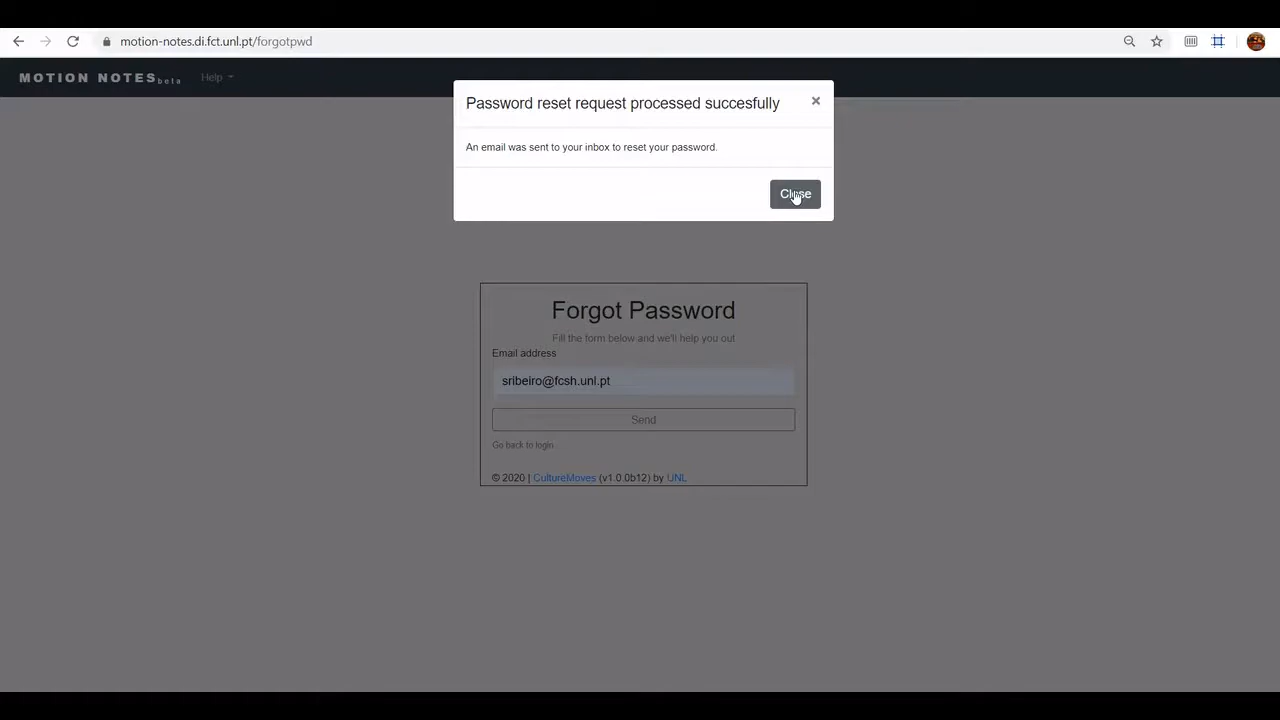 motion-notes.di.fct.unl.pt/forgotpwd
MOTION NOTESbeta Help
Password reset request processed succesfully ×
An email was sent to your inbox to reset your password.
Close
Forgot Password
Fill the form below and we'll help you out
Email address
sribeiro@fcsh.unl.pt
Send
Go back to login
© 2020 | CultureMoves (v1.0.0b12) by UNL